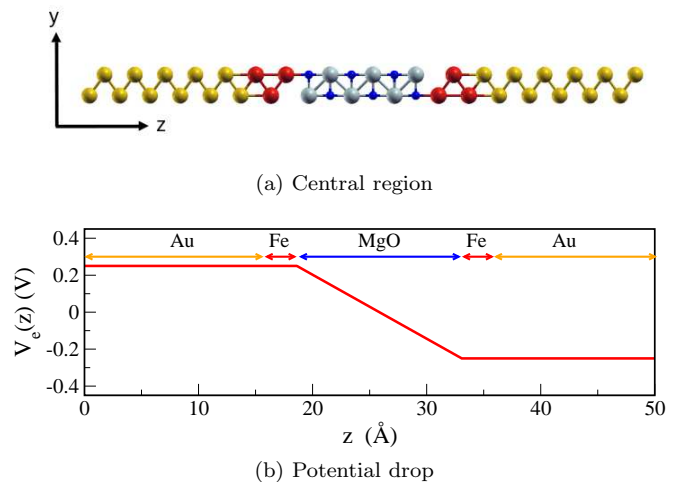 y
z
(a) Central region
0.4
0.2
0
-0.2
-0.4
V_e(z) (V)
Au Fe MgO Fe Au
0 10 20 30 40 50
z (Å)
(b) Potential drop